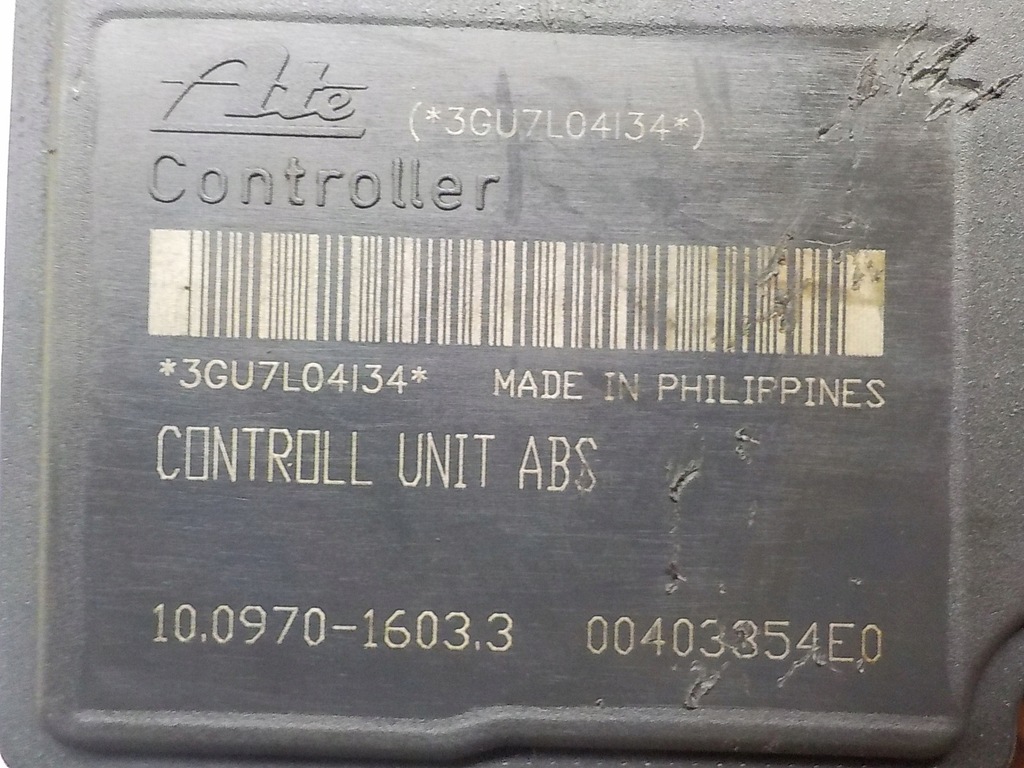 Ate (*3GU7L04134*)
Controller
*3GU7L04134* MADE IN PHILIPPINES
CONTROLL UNIT ABS
10.0970-1603.3 00403354E0